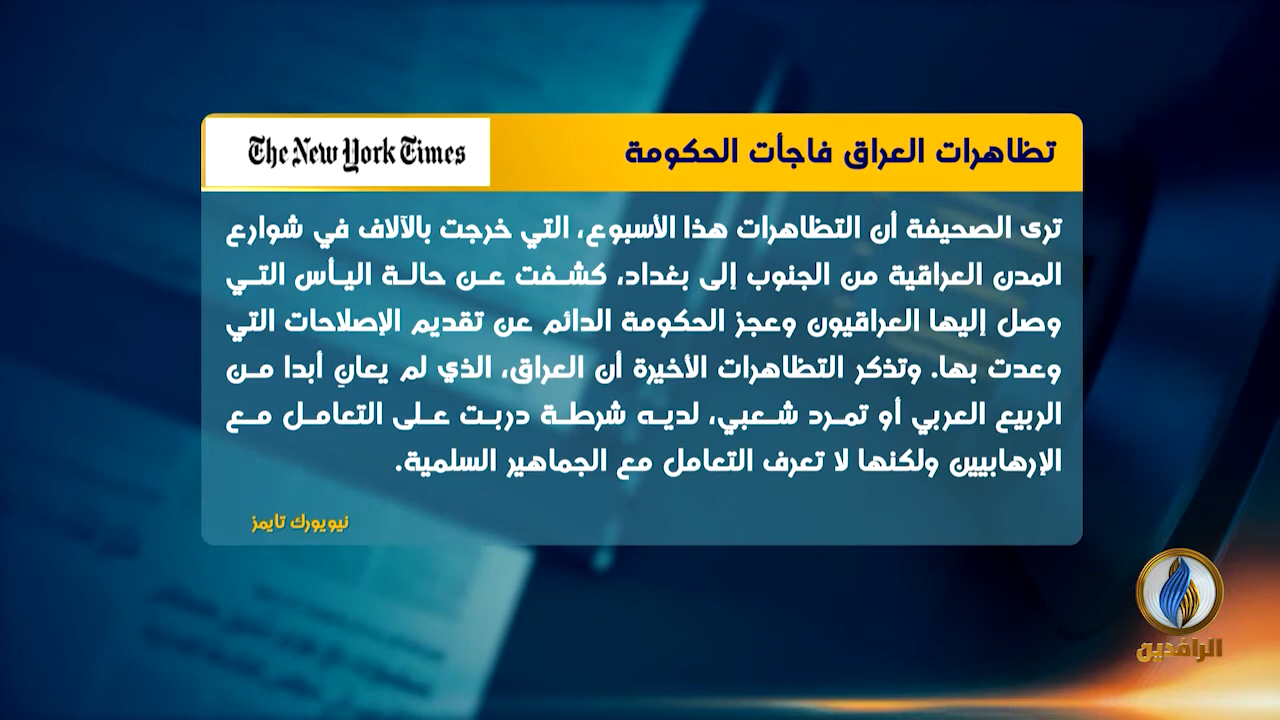 تظاهرات العراق فاجأت الحكومة
The New York Times
ترى الصحيفة أن التظاهرات هذا الأسبوع، التي خرجت بالآلاف في شوارع
المدن العراقية من الجنوب إلى بغداد، كشفت عن حالة اليأس التي
وصل إليها العراقيون وعجز الحكومة الدائم عن تقديم الإصلاحات التي
وعدت بها. وتذكر التظاهرات الأخيرة أن العراق، الذي لم يعانِ أبدا من
الربيع العربي أو تمرد شعبي، لديه شرطة دربت على التعامل مع
الإرهابيين ولكنها لا تعرف التعامل مع الجماهير السلمية.
نيويورك تايمز
الرافدين